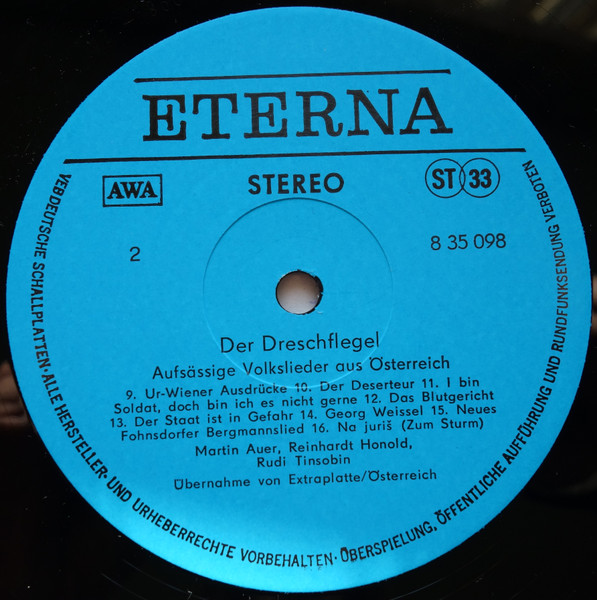 ETERNA
AWA
STEREO
ST 33
2
8 35 098
Der Dreschflegel
Aufsässige Volkslieder aus Österreich
9. Ur-Wiener Ausdrücke 10. Der Deserteur 11. I bin
Soldat, doch bin ich es nicht gerne 12. Das Blutgericht
13. Der Staat ist in Gefahr 14. Georg Weissel 15. Neues
Fohnsdorfer Bergmannslied 16. Na juriš (Zum Sturm)
Martin Auer, Reinhardt Honold,
Rudi Tinsobin
Übernahme von Extraplatte/Österreich
VEB DEUTSCHE SCHALLPLATTEN · ALLE HERSTELLER- UND URHEBERRECHTE VORBEHALTEN · ÜBERSPIELUNG, ÖFFENTLICHE AUFFÜHRUNG UND RUNDFUNKSENDUNG VERBOTEN